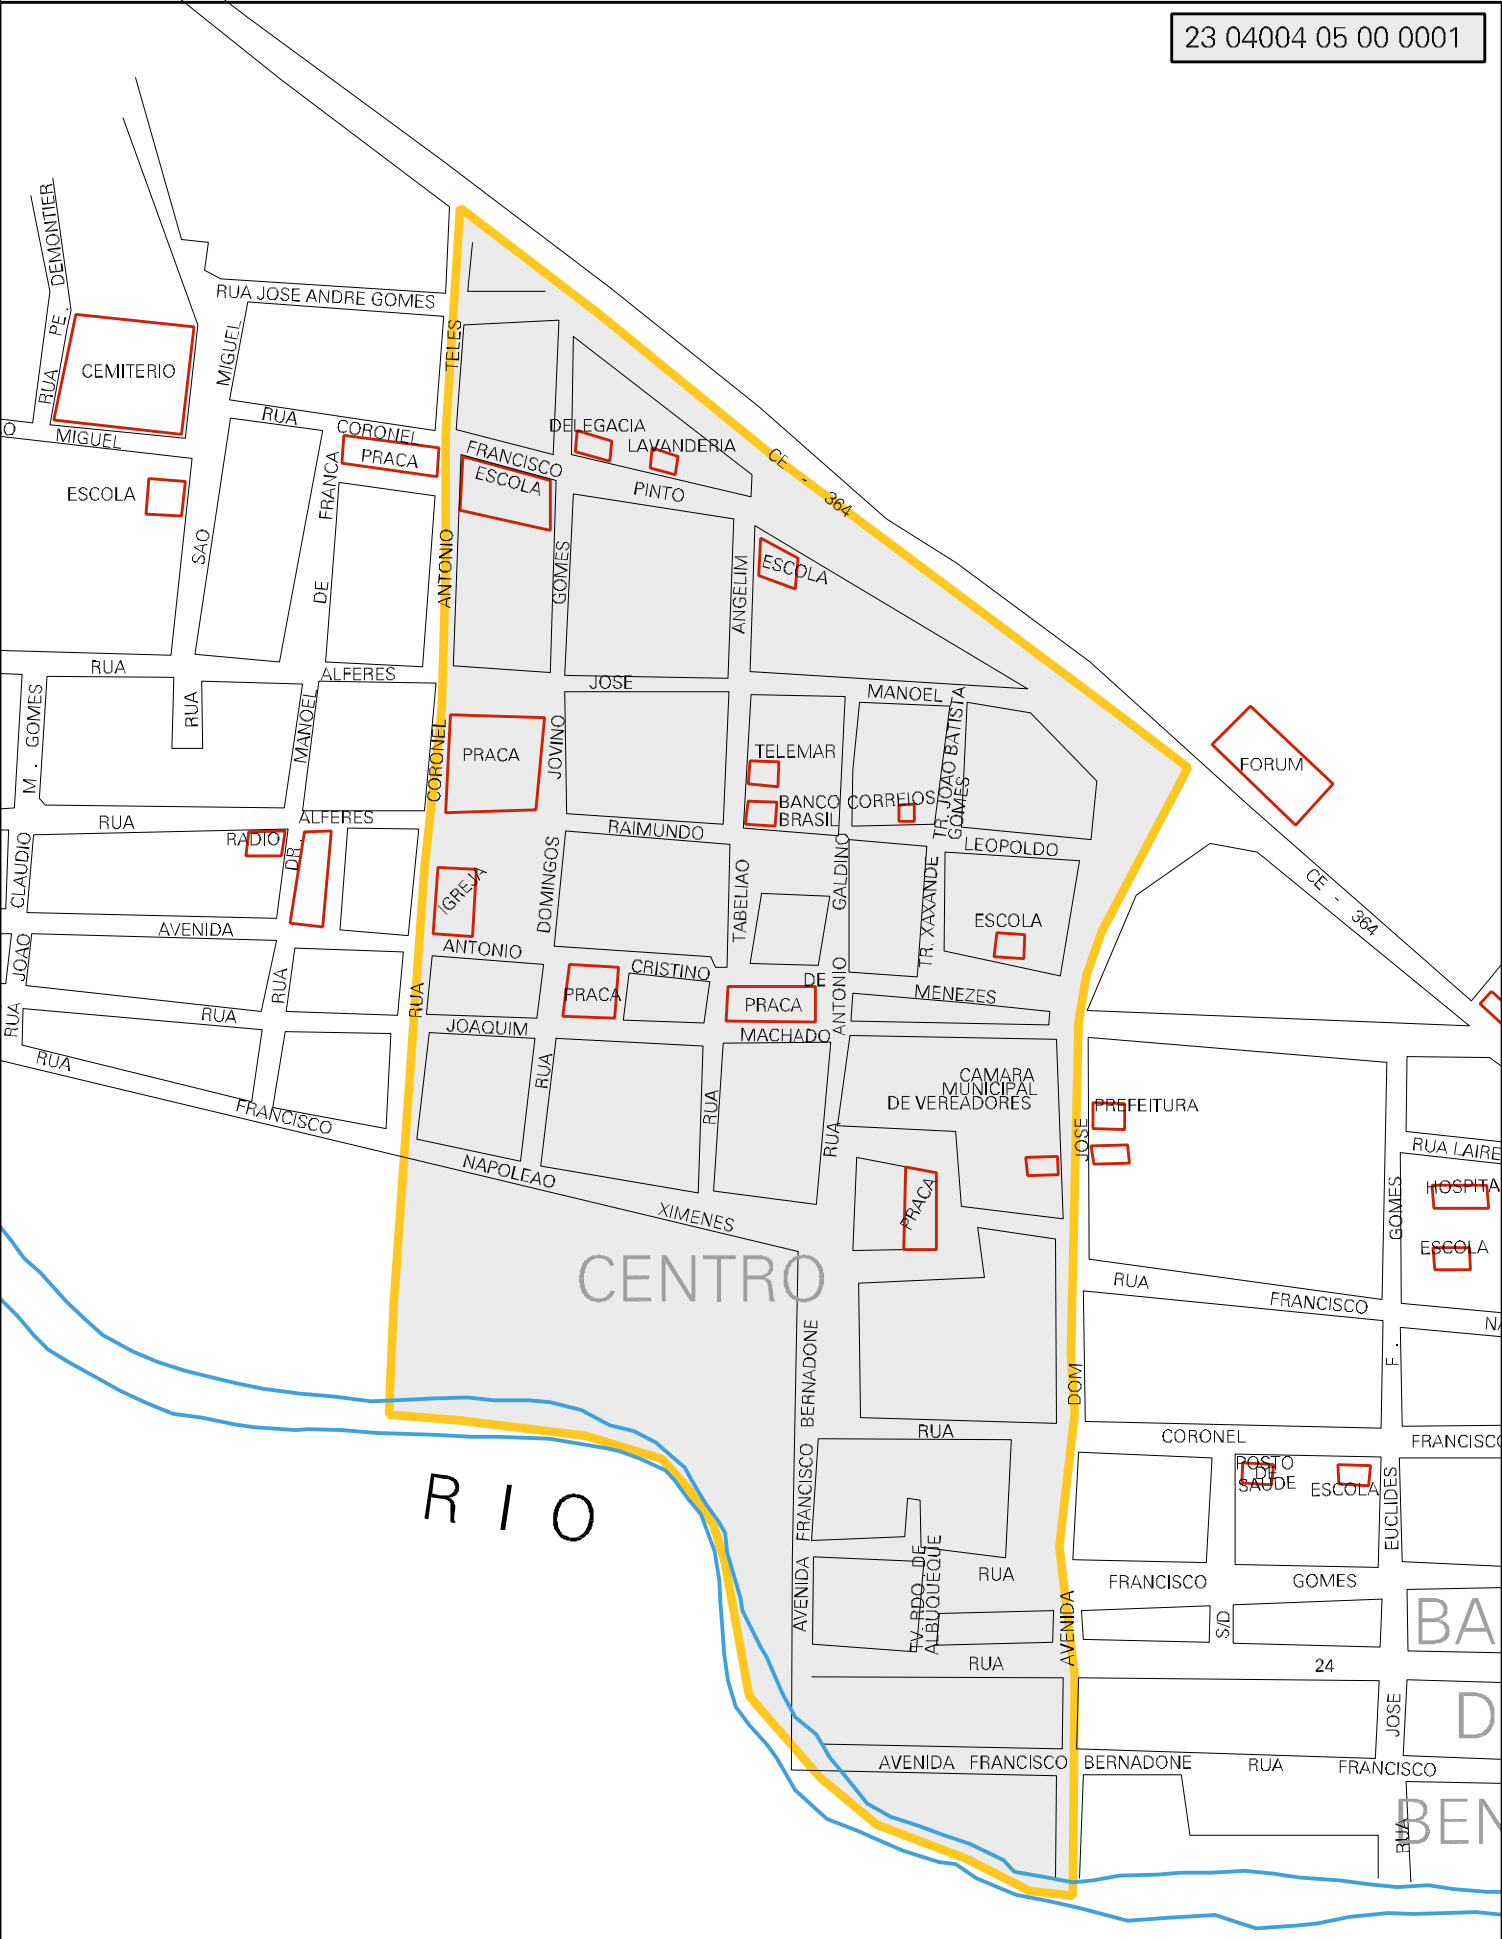 23 04004 05 00 0001
RUA PE. DEMONTIER
RUA JOSE ANDRE GOMES
TELES
MIGUEL
CEMITERIO
RUA
CORONEL
MIGUEL
PRACA
DELEGACIA
LAVANDERIA
FRANCISCO
ESCOLA
PINTO
CE - 364
ESCOLA
FRANCA
SAO
DE
ANTONIO
GOMES
ANGELIM
ESCOLA
RUA
ALFERES
JOSE
MANOEL
M. GOMES
RUA
MANOEL
CORONEL
PRACA
JOVINO
TELEMAR
TR. JOAO BATISTA
GOMES
FORUM
BANCO
BRASIL
CORREIOS
RUA
ALFERES
RAIMUNDO
LEOPOLDO
RADIO
DR.
CLAUDIO
IGREJA
DOMINGOS
TABELIAO
GALDINO
TR. XAXANDE
ESCOLA
CE - 364
AVENIDA
ANTONIO
CRISTINO
DE
MENEZES
JOAO
RUA
RUA
PRACA
PRACA
ANTONIO
RUA
RUA
JOAQUIM
MACHADO
RUA
RUA
RUA
RUA
CAMARA
MUNICIPAL
DE VEREADORES
PREFEITURA
FRANCISCO
JOSE
RUA LAIRE
NAPOLEAO
XIMENES
PRACA
HOSPITA
GOMES
ESCOLA
CENTRO
RUA
FRANCISCO
NA
F.
BERNADONE
DOM
RUA
CORONEL
FRANCISCO
RIO
FRANCISCO
POSTO
DE
SAUDE
ESCOLA
EUCLIDES
AVENIDA
TV. RDO. DE
ALBUQUEQUE
RUA
FRANCISCO
GOMES
AVENIDA
S/D
BA
RUA
24
JOSE
D
AVENIDA FRANCISCO BERNADONE
RUA
FRANCISCO
RUA
BEN